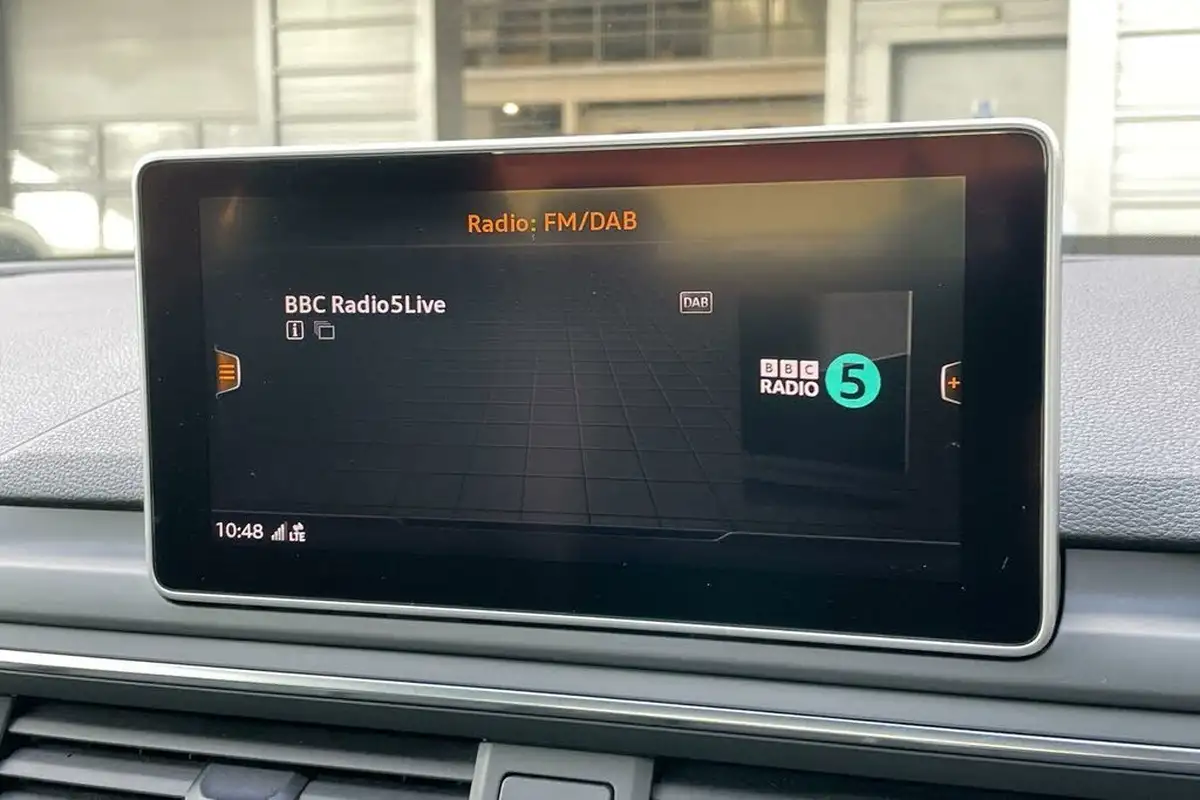 Radio: FM/DAB
BBC Radio5Live
DAB
i
BBC
RADIO 5
+
10:48 LTE